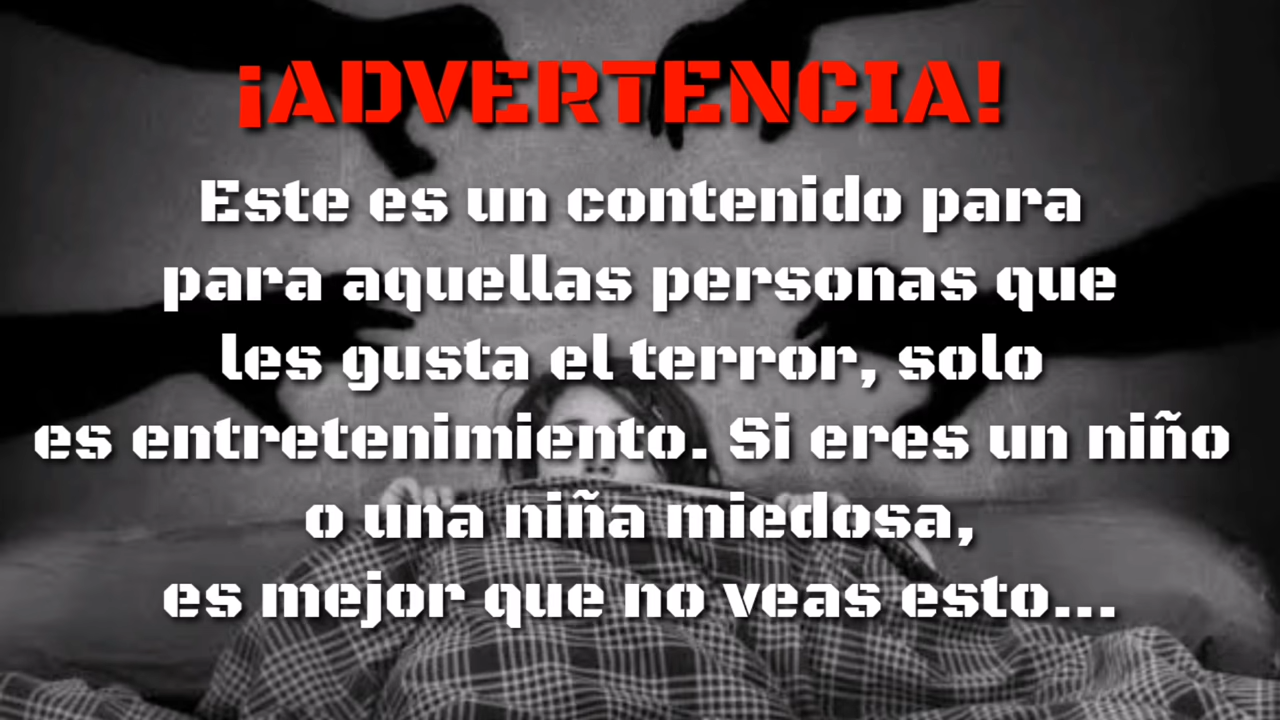 ¡ADVERTENCIA!
Este es un contenido para
para aquellas personas que
les gusta el terror, solo
es entretenimiento. Si eres un niño
o una niña miedosa,
es mejor que no veas esto...